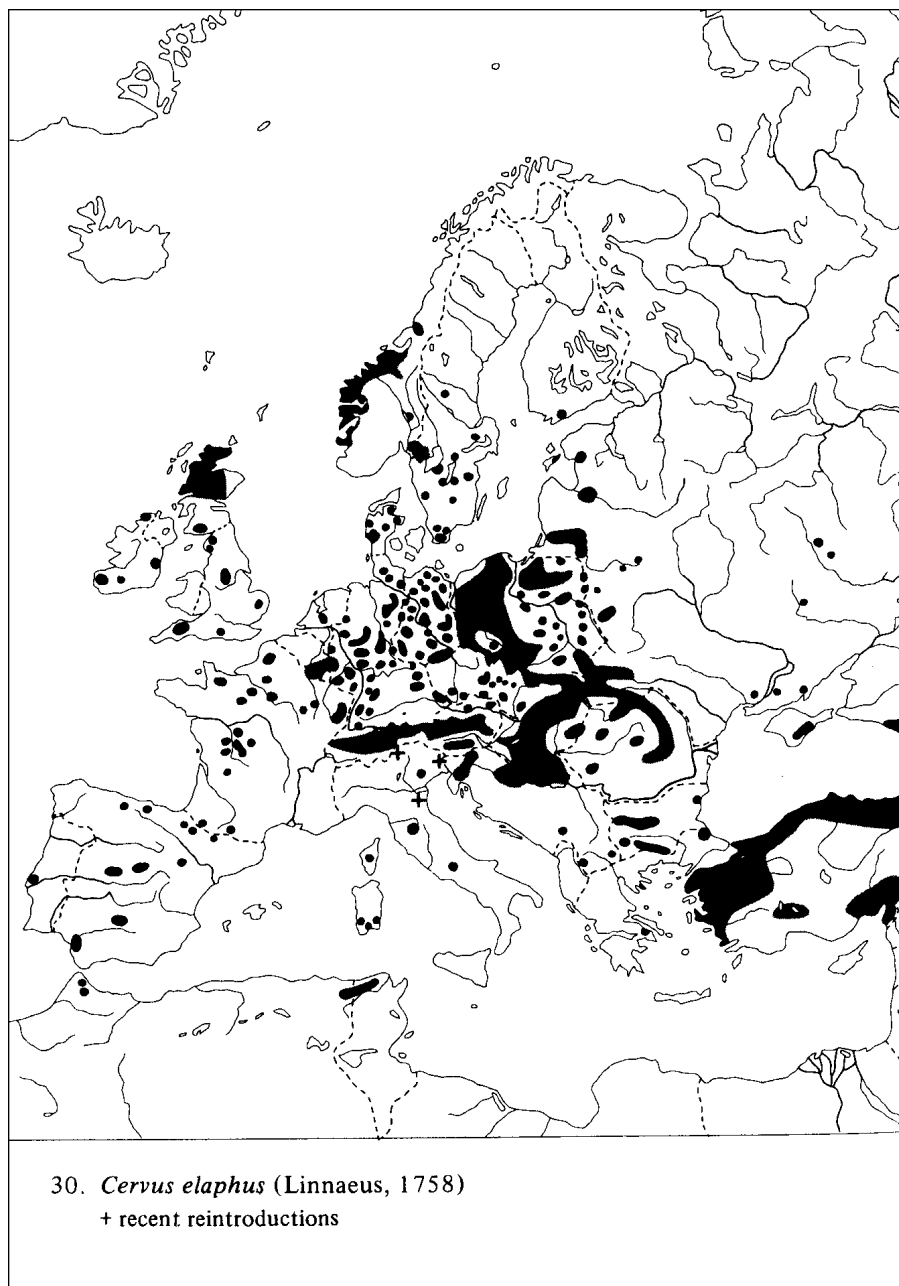 30. Cervus elaphus (Linnaeus, 1758)
+ recent reintroductions